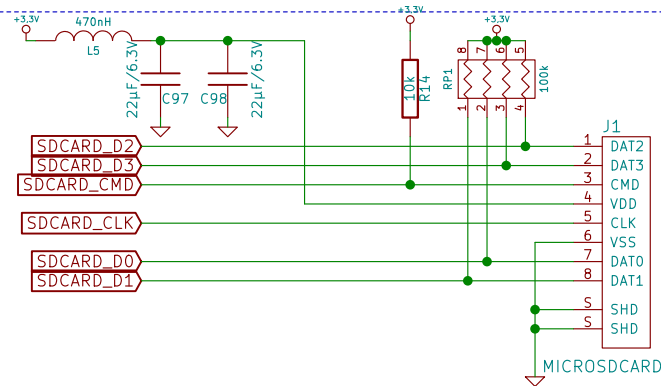 +3.3V
470nH
L5
22µF/6.3V
C97
C98
22µF/6.3V
+3.3V
10k
R14
+3.3V
8 7 6 5
RP1
100k
1 2 3 4
J1
SDCARD_D2 1 DAT2
SDCARD_D3 2 DAT3
SDCARD_CMD 3 CMD
4 VDD
SDCARD_CLK 5 CLK
6 VSS
SDCARD_D0 7 DAT0
SDCARD_D1 8 DAT1
S SHD
S SHD
MICROSDCARD